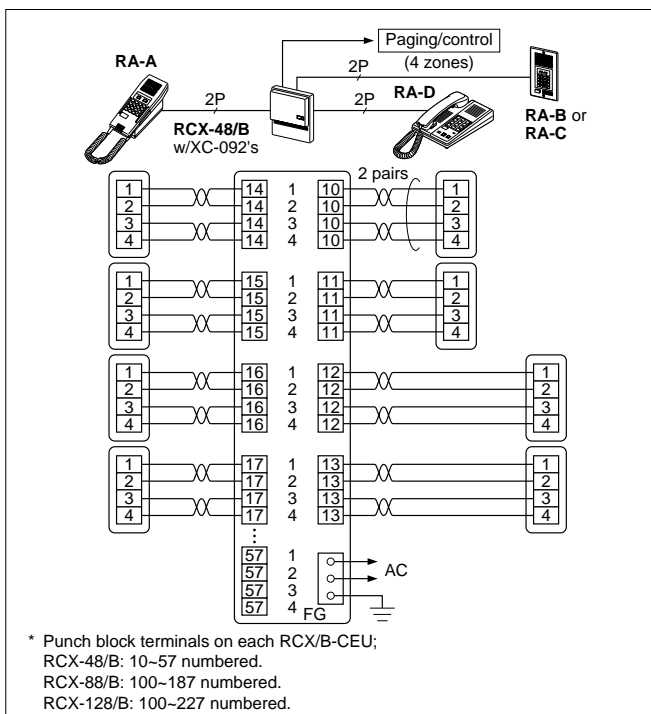 Paging/control
(4 zones)
RA-A
2P
RCX-48/B
w/XC-092's
2P
RA-D
2P
RA-B or
RA-C
2 pairs
1 14 1 10 1
2 14 2 10 2
3 14 3 10 3
4 14 4 10 4
1 15 1 11 1
2 15 2 11 2
3 15 3 11 3
4 15 4 11 4
1 16 1 12 1
2 16 2 12 2
3 16 3 12 3
4 16 4 12 4
1 17 1 13 1
2 17 2 13 2
3 17 3 13 3
4 17 4 13 4
57 1
57 2
57 3
57 4
AC
FG
* Punch block terminals on each RCX/B-CEU;
RCX-48/B: 10~57 numbered.
RCX-88/B: 100~187 numbered.
RCX-128/B: 100~227 numbered.